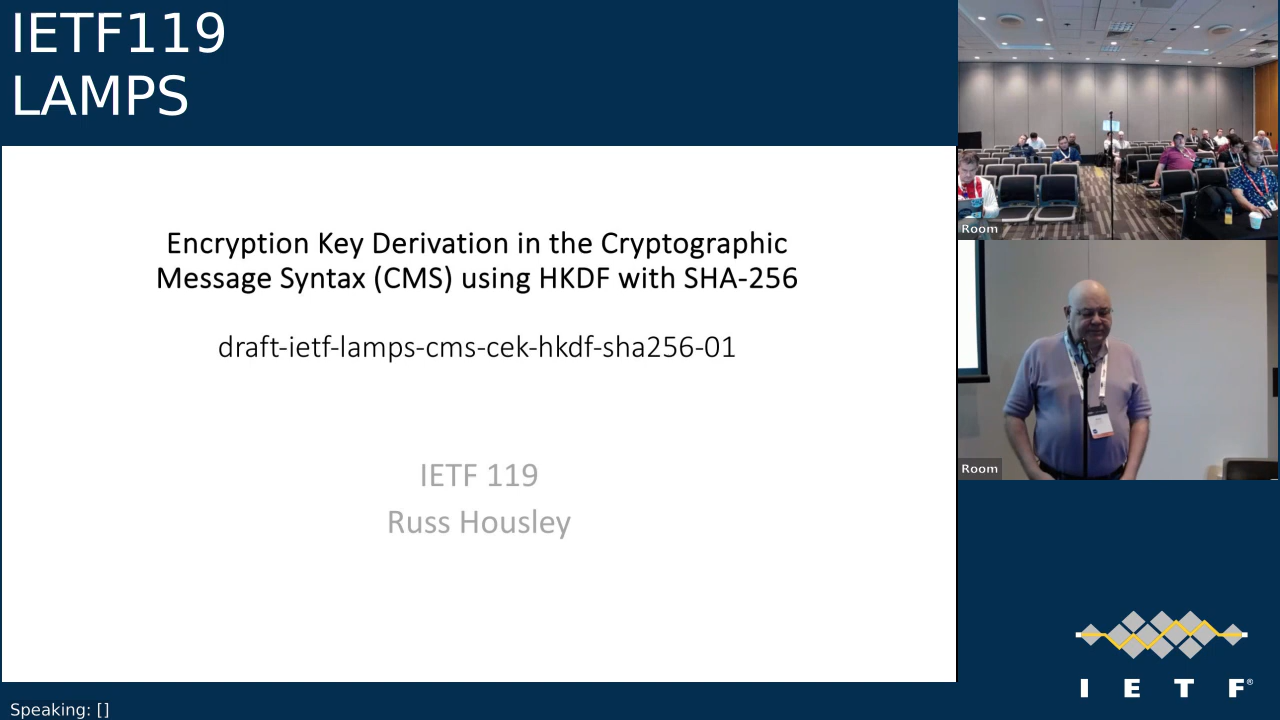 IETF119
LAMPS
Encryption Key Derivation in the Cryptographic
Message Syntax (CMS) using HKDF with SHA-256
draft-ietf-lamps-cms-cek-hkdf-sha256-01
IETF 119
Russ Housley
Room
Room
I E T F®
Speaking: []